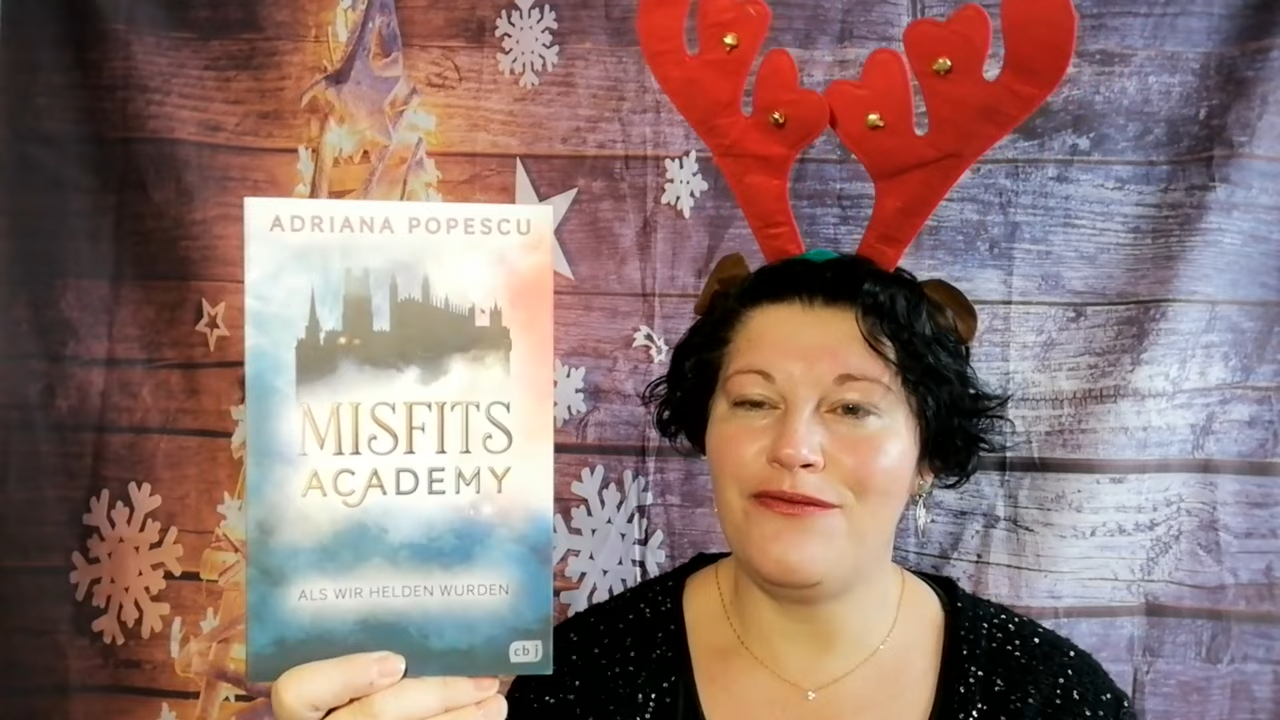 ADRIANA POPESCU
MISFITS
ACADEMY
ALS WIR HELDEN WURDEN
cbj